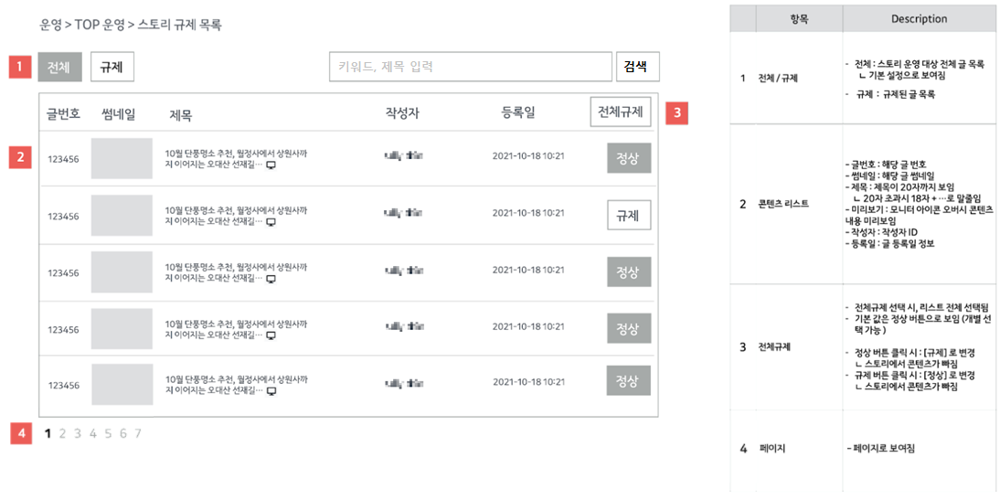 운영 > TOP 운영 > 스토리 규제 목록
1
전체
규제
키워드, 제목 입력
검색
글번호
썸네일
제목
작성자
등록일
전체규제
3
2
123456
10월 단풍명소 추천, 월정사에서 상원사까
지 이어지는 오대산 선재길…
2021-10-18 10:21
정상
123456
10월 단풍명소 추천, 월정사에서 상원사까
지 이어지는 오대산 선재길…
2021-10-18 10:21
규제
123456
10월 단풍명소 추천, 월정사에서 상원사까
지 이어지는 오대산 선재길…
2021-10-18 10:21
정상
123456
10월 단풍명소 추천, 월정사에서 상원사까
지 이어지는 오대산 선재길…
2021-10-18 10:21
정상
123456
10월 단풍명소 추천, 월정사에서 상원사까
지 이어지는 오대산 선재길…
2021-10-18 10:21
정상
4
1 2 3 4 5 6 7
항목
Description
1
전체 / 규제
- 전체 : 스토리 운영 대상 전체 글 목록
ㄴ 기본 설정으로 보여짐
- 규제 : 규제된 글 목록
2
콘텐츠 리스트
- 글번호 : 해당 글 번호
- 썸네일 : 해당 글 썸네일
- 제목 : 제목이 20자까지 보임
ㄴ 20자 초과시 18자 + …로 말줄임
- 미리보기 : 모니터 아이콘 오버시 콘텐츠
내용 미리보임
- 작성자 : 작성자 ID
- 등록일 : 글 등록일 정보
3
전체규제
- 전체규제 선택 시, 리스트 전체 선택됨
- 기본 값은 정상 버튼으로 보임 (개별 선
택 가능 )
- 정상 버튼 클릭 시 : [규제] 로 변경
ㄴ 스토리에서 콘텐츠가 빠짐
- 규제 버튼 클릭 시 : [정상] 로 변경
ㄴ 스토리에서 콘텐츠가 빠짐
4
페이지
- 페이지로 보여짐